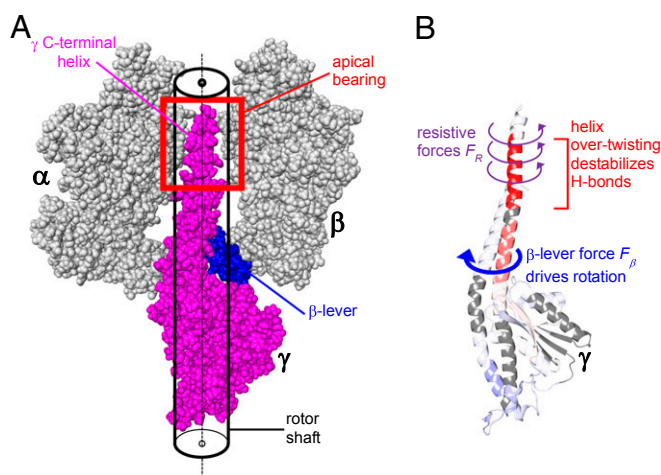 A
γ C-terminal
helix
apical
bearing
α
β
β-lever
γ
rotor
shaft
B
resistive
forces F_R
helix
over-twisting
destabilizes
H-bonds
β-lever force F_β
drives rotation
γ